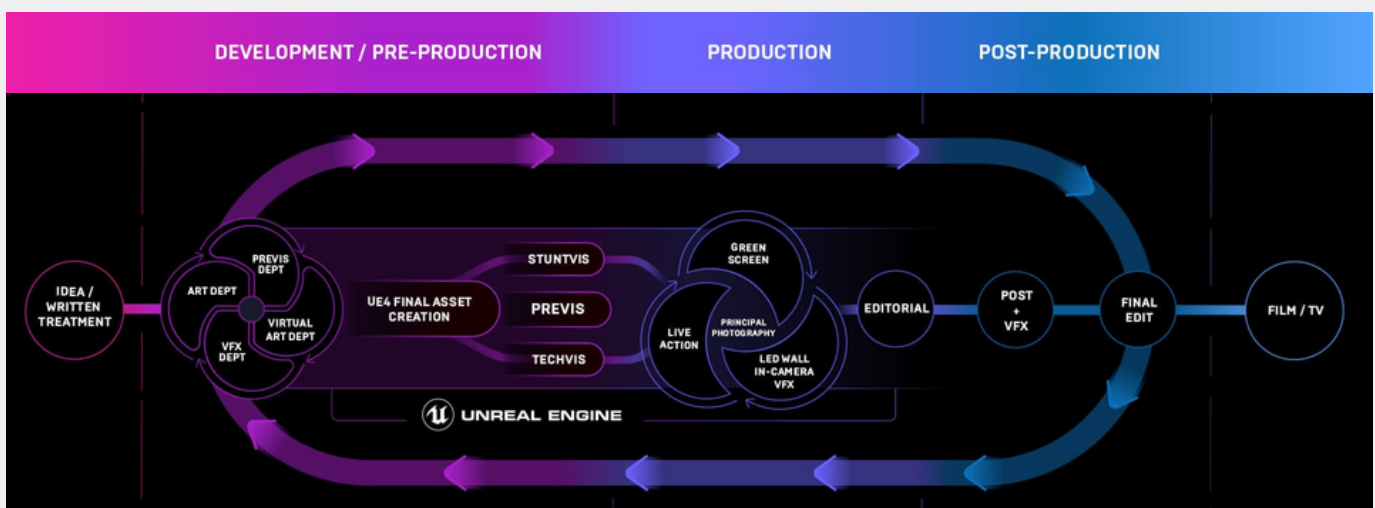 DEVELOPMENT / PRE-PRODUCTION
PRODUCTION
POST-PRODUCTION
IDEA /
WRITTEN
TREATMENT
PREVIS
DEPT
ART DEPT
VIRTUAL
ART DEPT
VFX
DEPT
UE4 FINAL ASSET
CREATION
STUNTVIS
PREVIS
TECHVIS
GREEN
SCREEN
LIVE
ACTION
PRINCIPAL
PHOTOGRAPHY
LED WALL
IN-CAMERA
VFX
EDITORIAL
POST
+
VFX
FINAL
EDIT
FILM / TV
UNREAL ENGINE